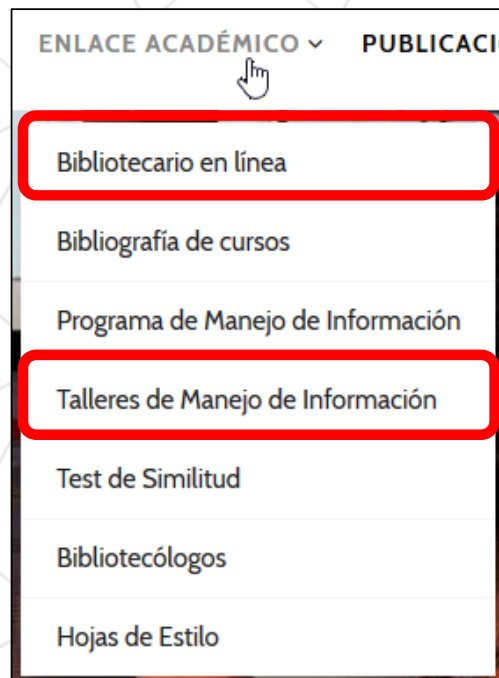 ENLACE ACADÉMICO PUBLICACI
Bibliotecario en línea
Bibliografía de cursos
Programa de Manejo de Información
Talleres de Manejo de Información
Test de Similitud
Bibliotecólogos
Hojas de Estilo